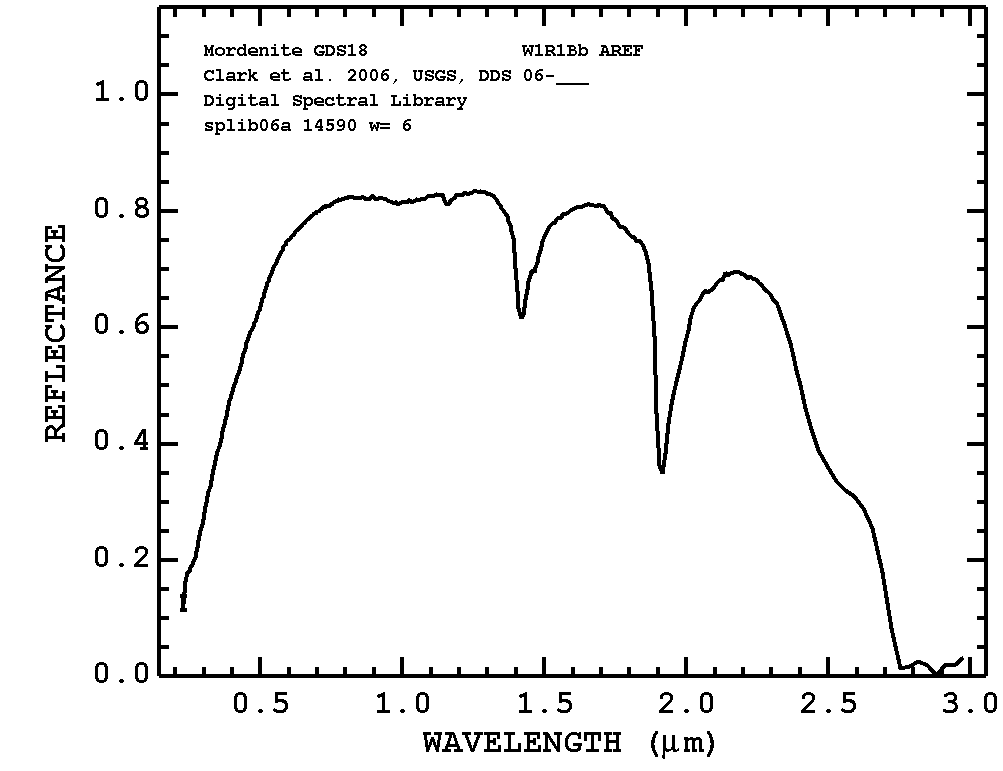 Mordenite GDS18 W1R1Bb AREF
Clark et al. 2006, USGS, DDS 06-___
Digital Spectral Library
splib06a 14590 w= 6
REFLECTANCE
1.0
0.8
0.6
0.4
0.2
0.0
0.5 1.0 1.5 2.0 2.5 3.0
WAVELENGTH (μm)